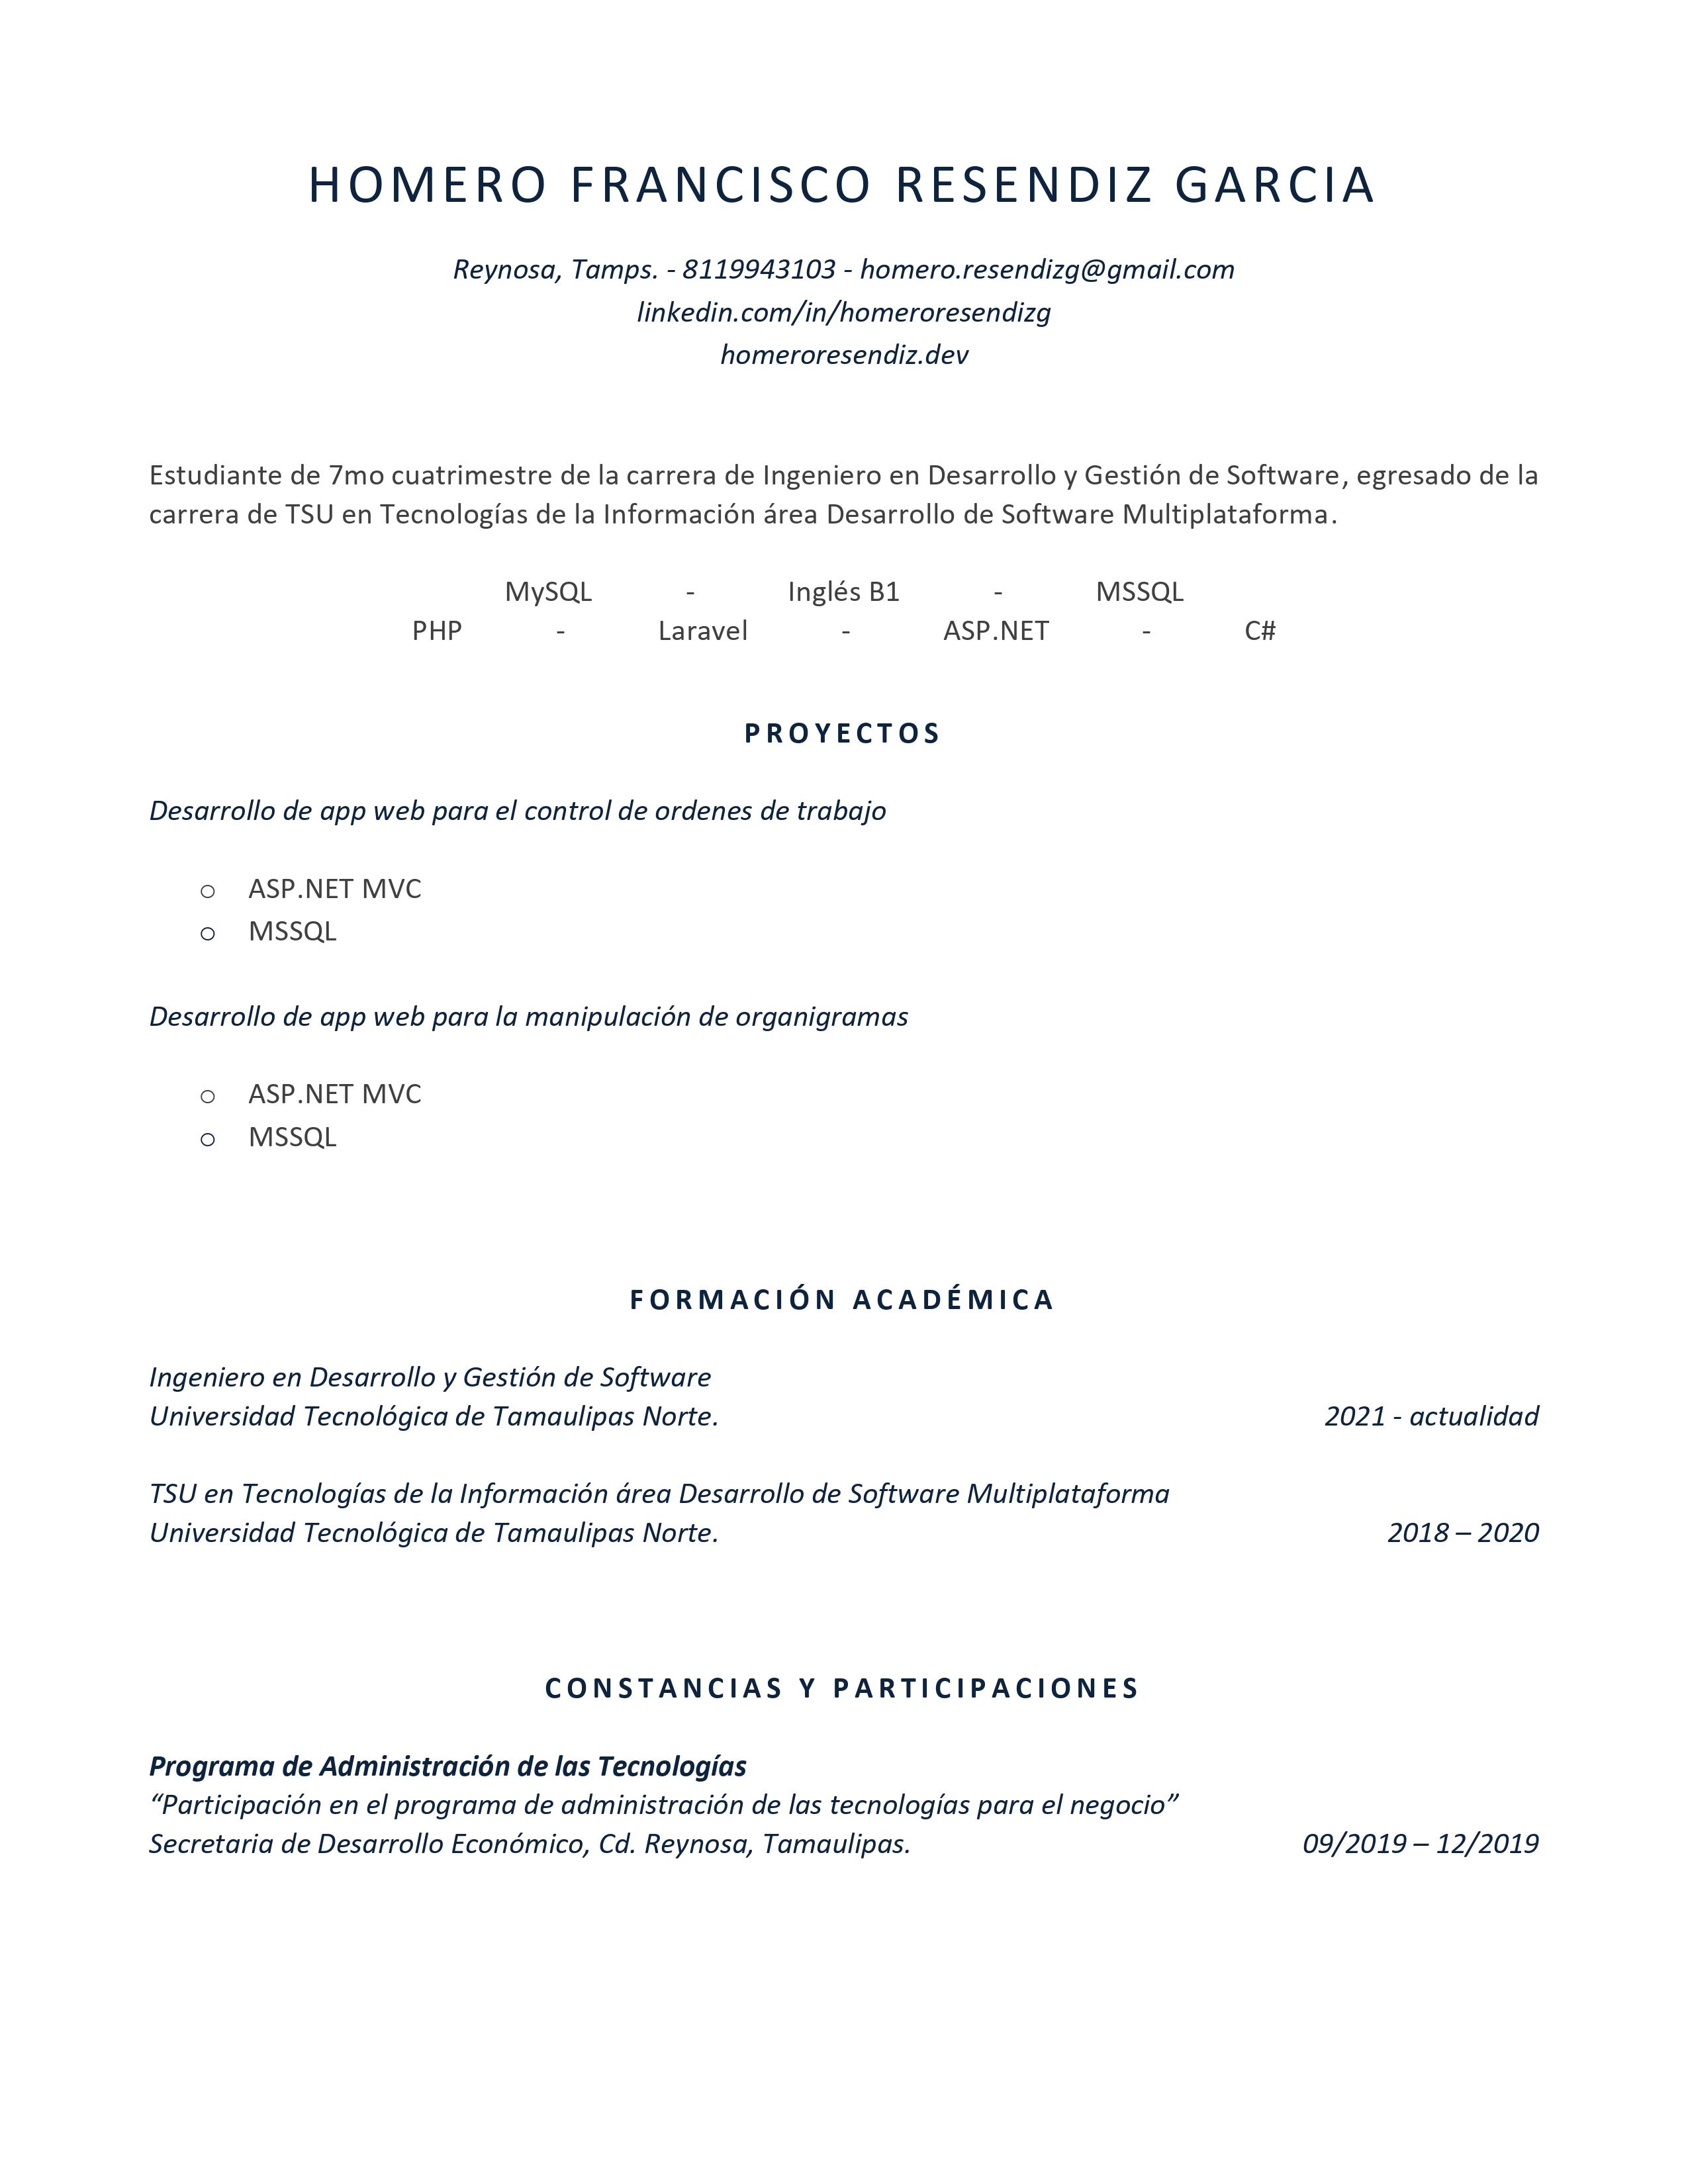 HOMERO FRANCISCO RESENDIZ GARCIA
Reynosa, Tamps. - 8119943103 - homero.resendizg@gmail.com
linkedin.com/in/homeroresendizg
homeroresendiz.dev
Estudiante de 7mo cuatrimestre de la carrera de Ingeniero en Desarrollo y Gestión de Software, egresado de la
carrera de TSU en Tecnologías de la Información área Desarrollo de Software Multiplataforma.
MySQL - Inglés B1 - MSSQL
PHP - Laravel - ASP.NET - C#
PROYECTOS
Desarrollo de app web para el control de ordenes de trabajo
o ASP.NET MVC
o MSSQL
Desarrollo de app web para la manipulación de organigramas
o ASP.NET MVC
o MSSQL
FORMACIÓN ACADÉMICA
Ingeniero en Desarrollo y Gestión de Software
Universidad Tecnológica de Tamaulipas Norte. 2021 - actualidad
TSU en Tecnologías de la Información área Desarrollo de Software Multiplataforma
Universidad Tecnológica de Tamaulipas Norte. 2018 – 2020
CONSTANCIAS Y PARTICIPACIONES
Programa de Administración de las Tecnologías
“Participación en el programa de administración de las tecnologías para el negocio”
Secretaria de Desarrollo Económico, Cd. Reynosa, Tamaulipas. 09/2019 – 12/2019